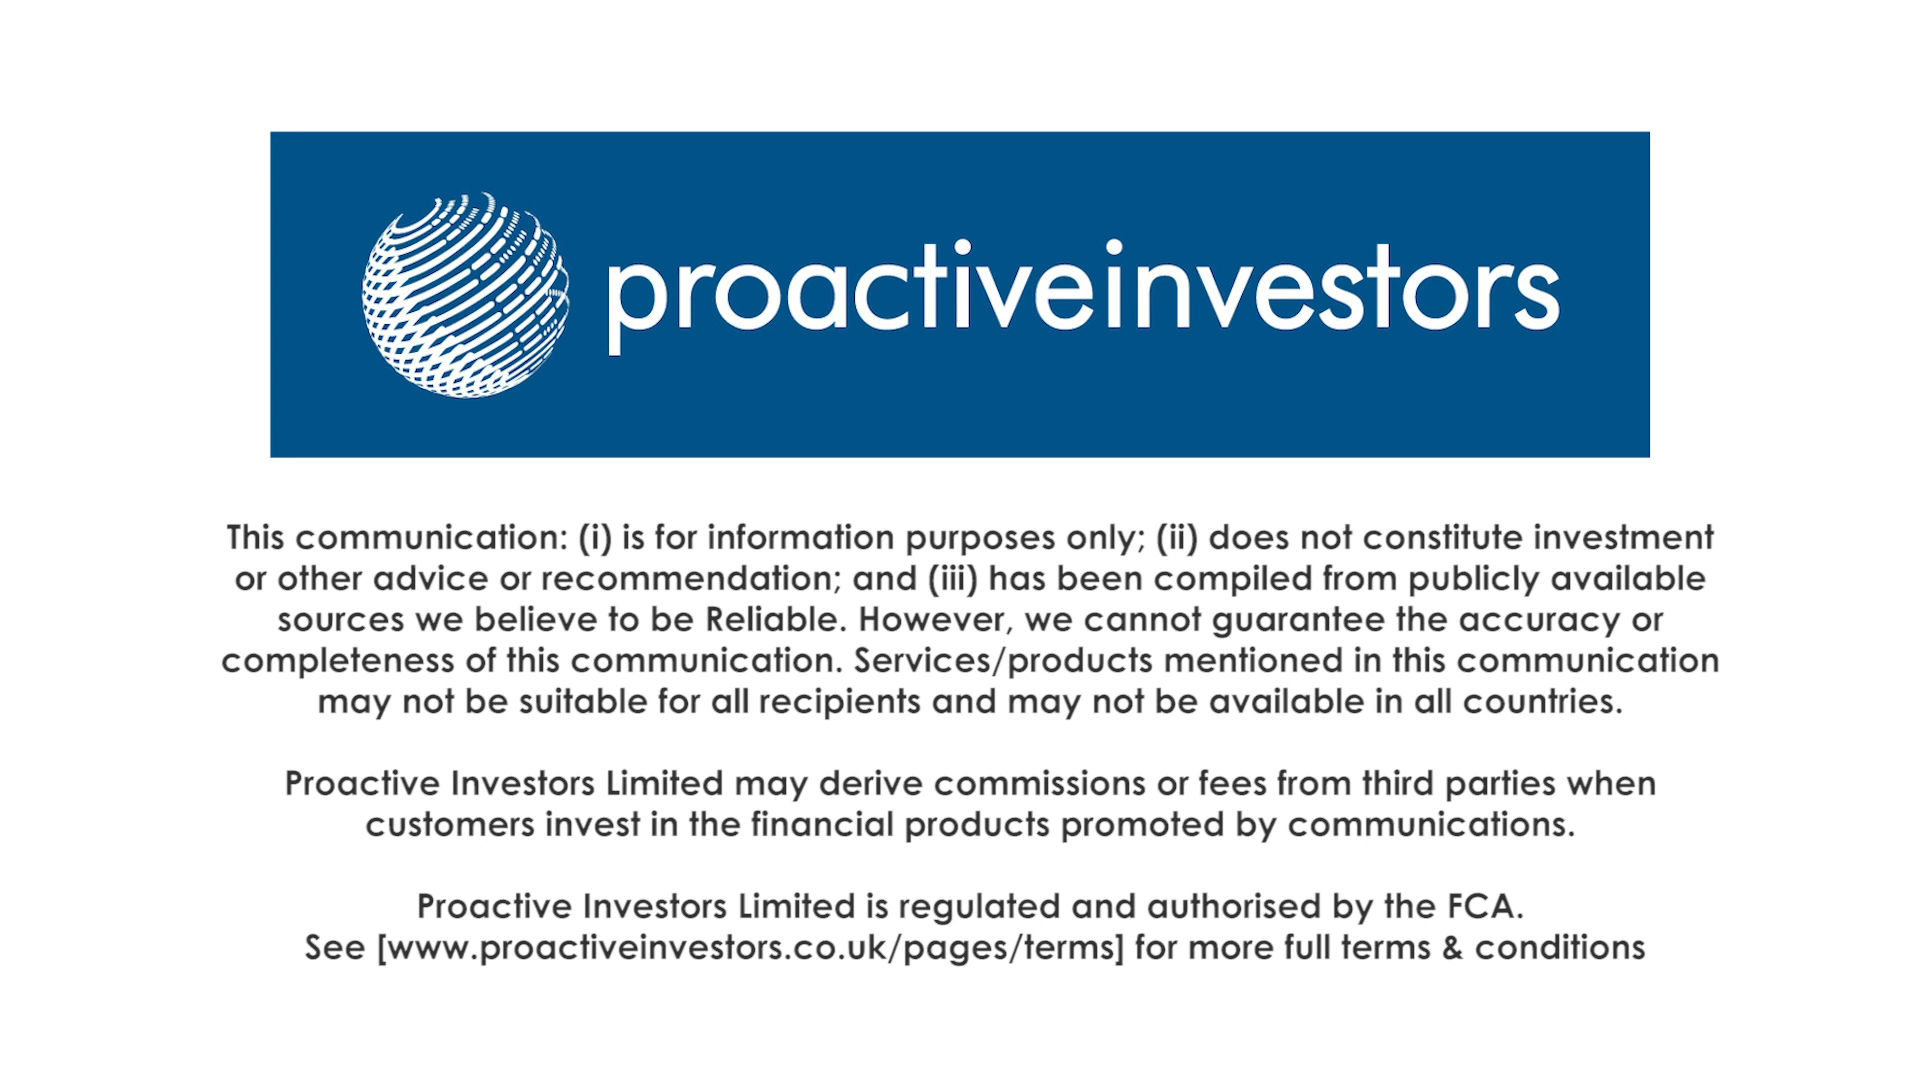 proactiveinvestors
This communication: (i) is for information purposes only; (ii) does not constitute investment
or other advice or recommendation; and (iii) has been compiled from publicly available
sources we believe to be Reliable. However, we cannot guarantee the accuracy or
completeness of this communication. Services/products mentioned in this communication
may not be suitable for all recipients and may not be available in all countries.
Proactive Investors Limited may derive commissions or fees from third parties when
customers invest in the financial products promoted by communications.
Proactive Investors Limited is regulated and authorised by the FCA.
See [www.proactiveinvestors.co.uk/pages/terms] for more full terms & conditions